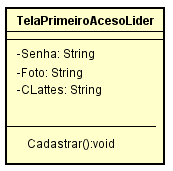 TelaPrimeiroAcesoLider
-Senha: String
-Foto: String
-CLattes: String
Cadastrar():void